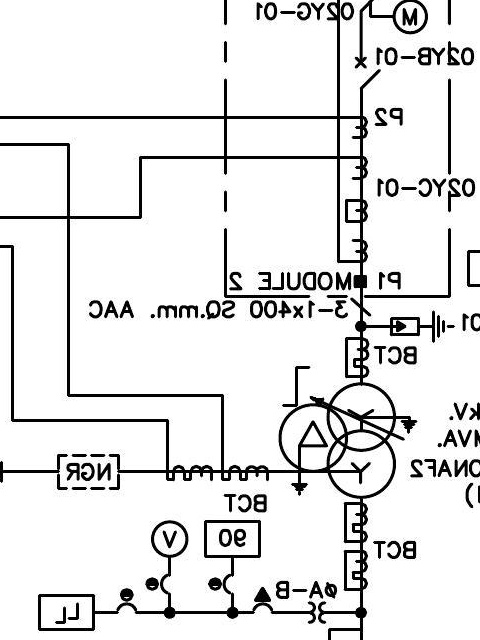 02YG-01
M
02YB-01
P2
02YC-01
P1
MODULE 2
3-1x400 SQ.mm. AAC
01
BCT
kV.
MVA.
ONAF2
NGR
BCT
V
90
BCT
ØA-B
LL